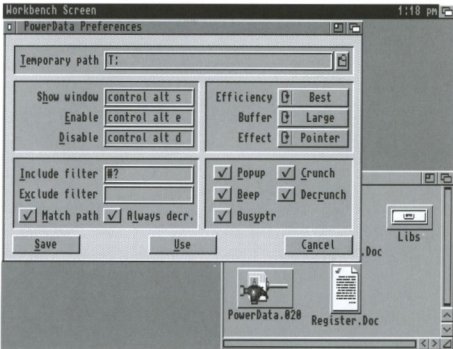 Workbench Screen 1:18 PM
PowerData Preferences
Temporary path T:
Show window control alt s
Enable control alt e
Disable control alt d
Efficiency Best
Buffer Large
Effect Pointer
Include filter #?
Exclude filter
Match path Always decr.
Popup Crunch
Beep Decrunch
Busyptr
Save Use Cancel
Libs
.Doc
PowerData.020 Register.Doc